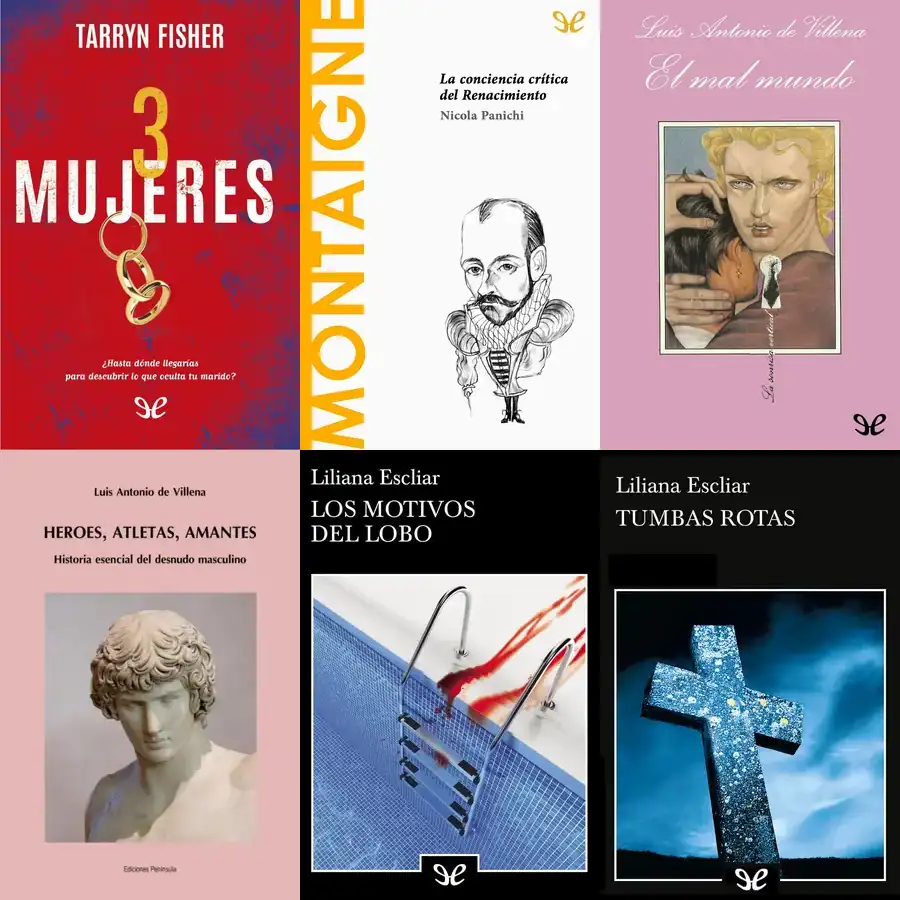 TARRYN FISHER
3
MUJERES
¿Hasta dónde llegarías
para descubrir lo que oculta tu marido?
MONTAIGNE
La conciencia crítica
del Renacimiento
Nicola Panichi
Luis Antonio de Villena
El mal mundo
La sonrisa vertical
Luis Antonio de Villena
HEROES, ATLETAS, AMANTES
Historia esencial del desnudo masculino
Ediciones Península
Liliana Escliar
LOS MOTIVOS
DEL LOBO
Liliana Escliar
TUMBAS ROTAS